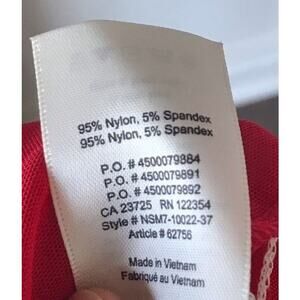 95% Nylon, 5% Spandex
95% Nylon, 5% Spandex
P.O. # 4500079884
P.O. # 4500079891
P.O. # 4500079892
CA 23725 RN 122354
Style # NSM7-10022-37
Article # 62756
Made in Vietnam
Fabriqué au Vietnam